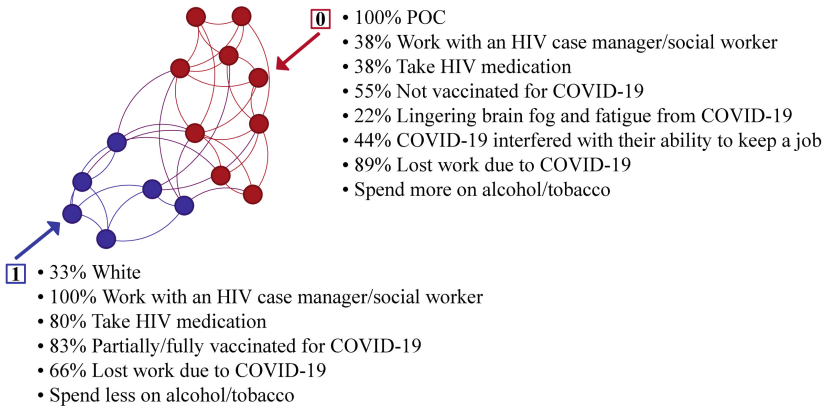 0
• 100% POC
• 38% Work with an HIV case manager/social worker
• 38% Take HIV medication
• 55% Not vaccinated for COVID-19
• 22% Lingering brain fog and fatigue from COVID-19
• 44% COVID-19 interfered with their ability to keep a job
• 89% Lost work due to COVID-19
• Spend more on alcohol/tobacco
1
• 33% White
• 100% Work with an HIV case manager/social worker
• 80% Take HIV medication
• 83% Partially/fully vaccinated for COVID-19
• 66% Lost work due to COVID-19
• Spend less on alcohol/tobacco